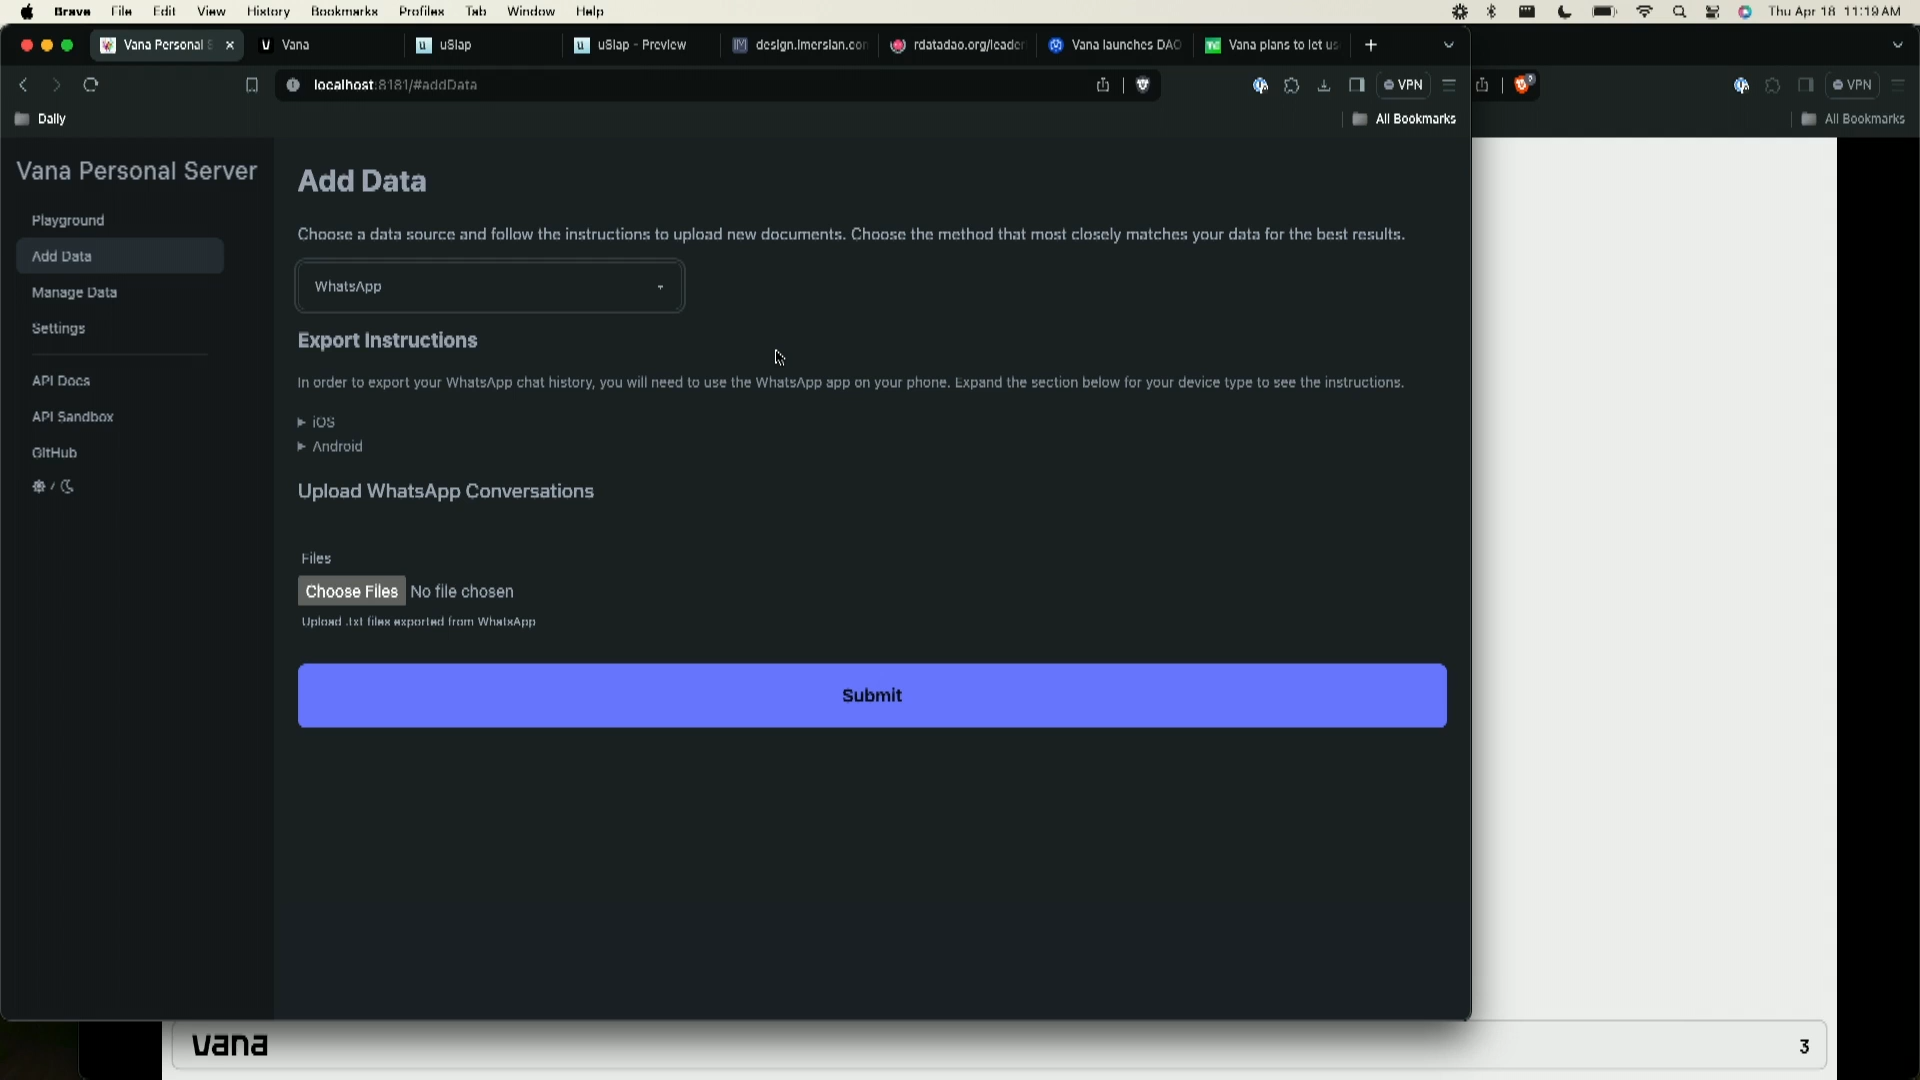 Brave File Edit View History Bookmarks Profiles Tab Window Help Thu Apr 18 11:19 AM
Vana Personal S Vana uSlap uSlap - Preview design.imersian.con rdatadao.org/leader Vana launches DAO Vana plans to let us
localhost:8181/#addData VPN VPN
Daily All Bookmarks All Bookmarks
Vana Personal Server
Playground
Add Data
Manage Data
Settings
API Docs
API Sandbox
GitHub
Add Data
Choose a data source and follow the instructions to upload new documents. Choose the method that most closely matches your data for the best results.
WhatsApp
Export Instructions
In order to export your WhatsApp chat history, you will need to use the WhatsApp app on your phone. Expand the section below for your device type to see the instructions.
iOS
Android
Upload WhatsApp Conversations
Files
Choose Files No file chosen
Upload .txt files exported from WhatsApp
Submit
vana 3